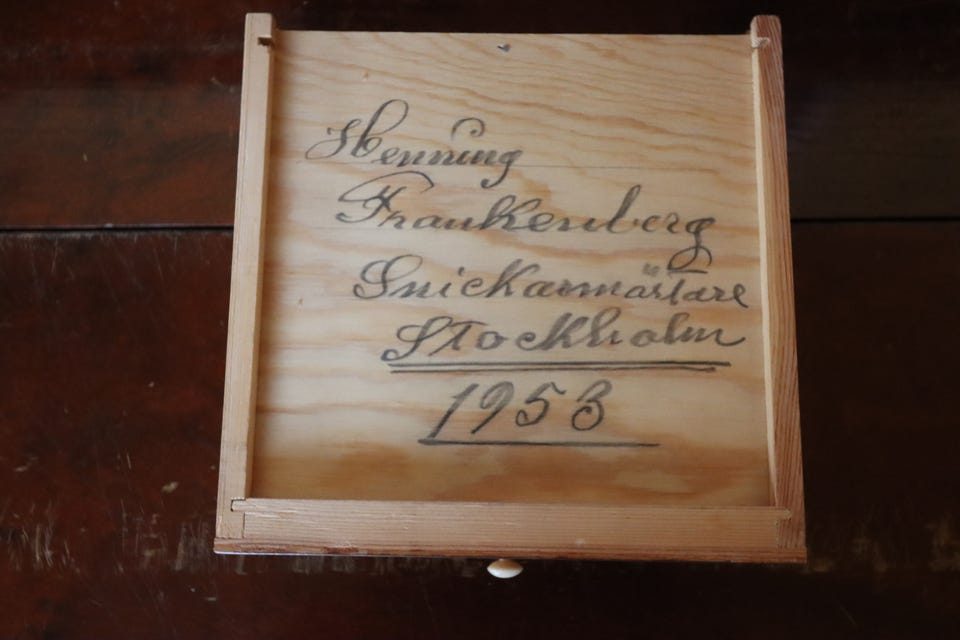 Henning
Frankenberg
Snickarmästare
Stockholm
1953